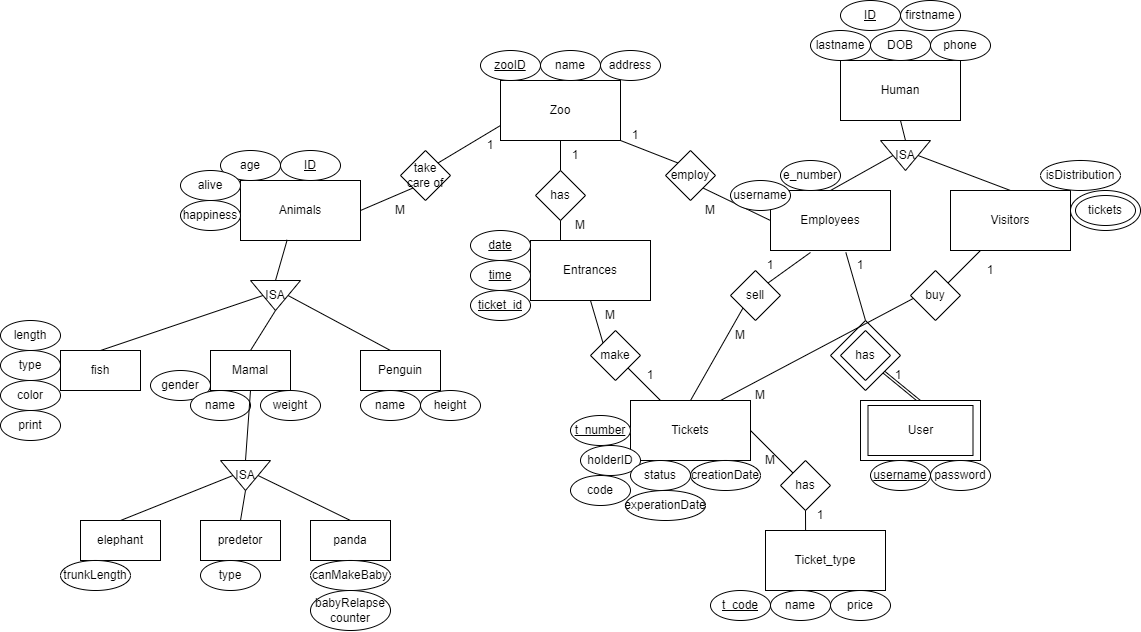 ID
firstname
lastname
DOB
phone
Human
zooID
name
address
Zoo
1
1
1
ISA
take
care of
employ
age
ID
alive
happiness
Animals
M
has
M
M
e_number
username
Employees
isDistribution
tickets
Visitors
date
time
ticket_id
Entrances
1
1
1
ISA
sell
buy
M
M
length
type
color
print
fish
gender
Mamal
name
weight
Penguin
name
height
make
1
has
1
M
t_number
holderID
code
Tickets
status
creationDate
experationDate
M
User
username
password
ISA
has
1
elephant
trunkLength
predetor
type
panda
canMakeBaby
babyRelapse
counter
Ticket_type
t_code
name
price